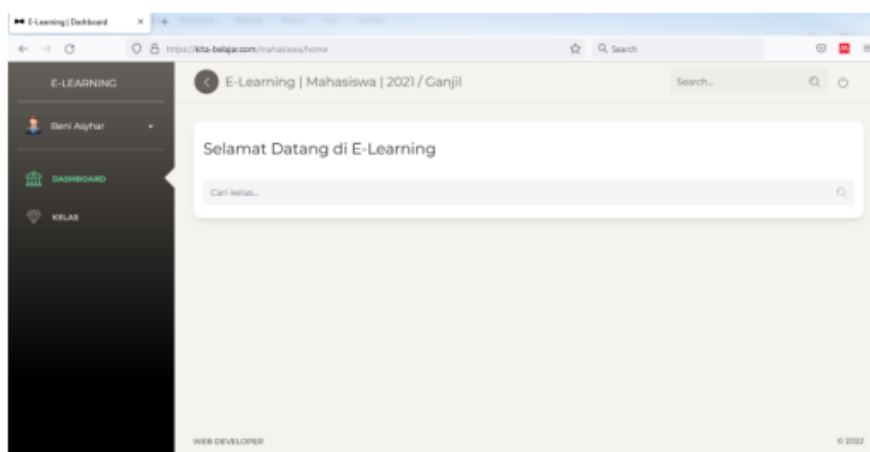 E-Learning | Dashboard
https://kita-belajar.com/mahasiswa/home
Search
E-LEARNING
E-Learning | Mahasiswa | 2021 / Ganjil
Search...
Beni Asyhar
Selamat Datang di E-Learning
DASHBOARD
Cari kelas...
KELAS
WEB DEVELOPER
© 2022